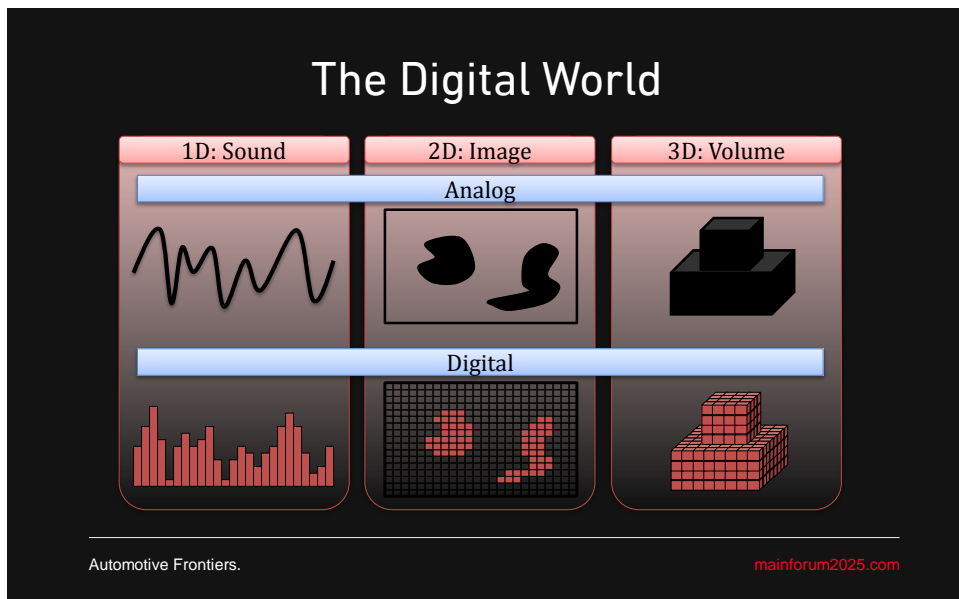 The Digital World
1D: Sound
2D: Image
3D: Volume
Analog
Digital
Automotive Frontiers.
mainforum2025.com